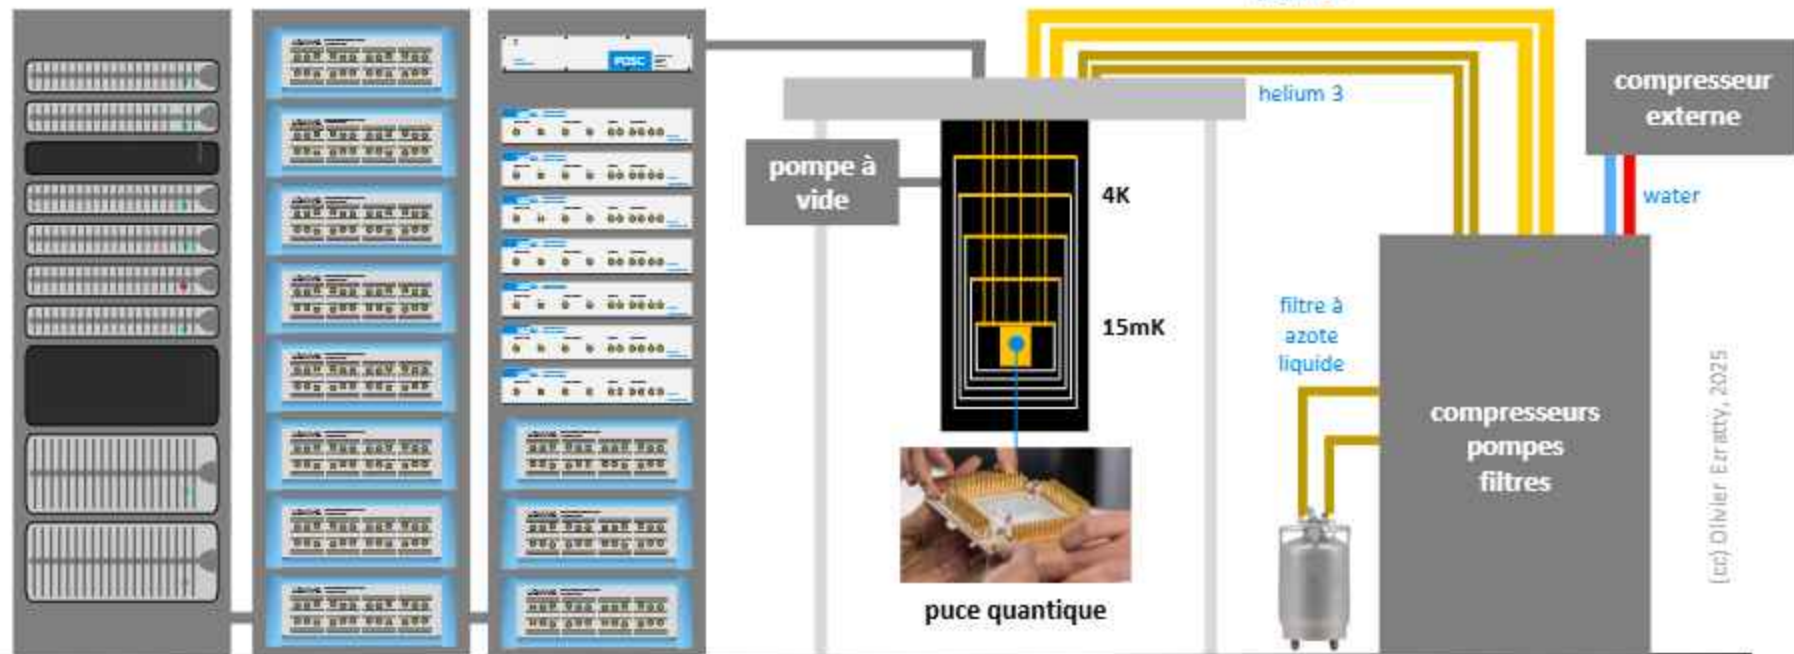 PQSC
helium 3
compresseur
externe
pompe à
vide
4K
water
filtre à
azote
liquide
15mK
compresseurs
pompes
filtres
puce quantique
(cc) Olivier Ezratty, 2025